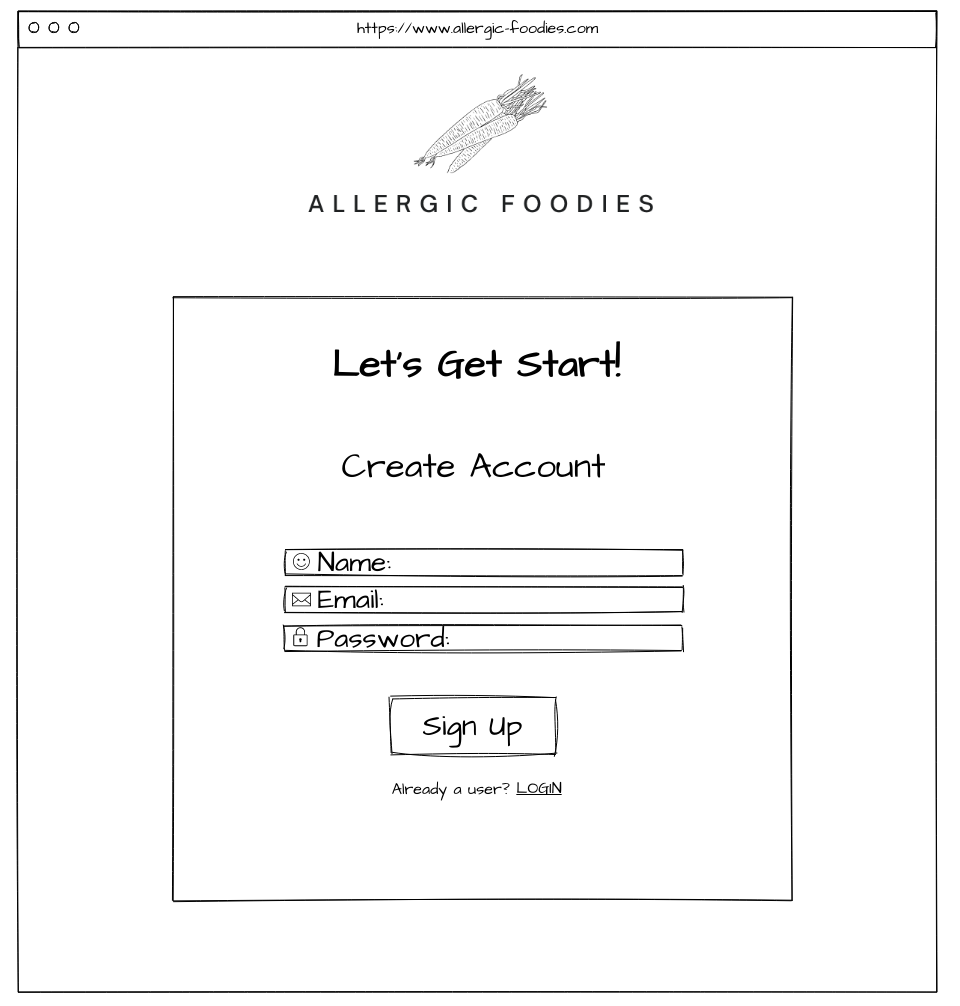 https://www.allergic-foodies.com
ALLERGIC FOODIES
Let's Get Start!
Create Account
Name:
Email:
Password:
Sign Up
Already a user? LOGIN